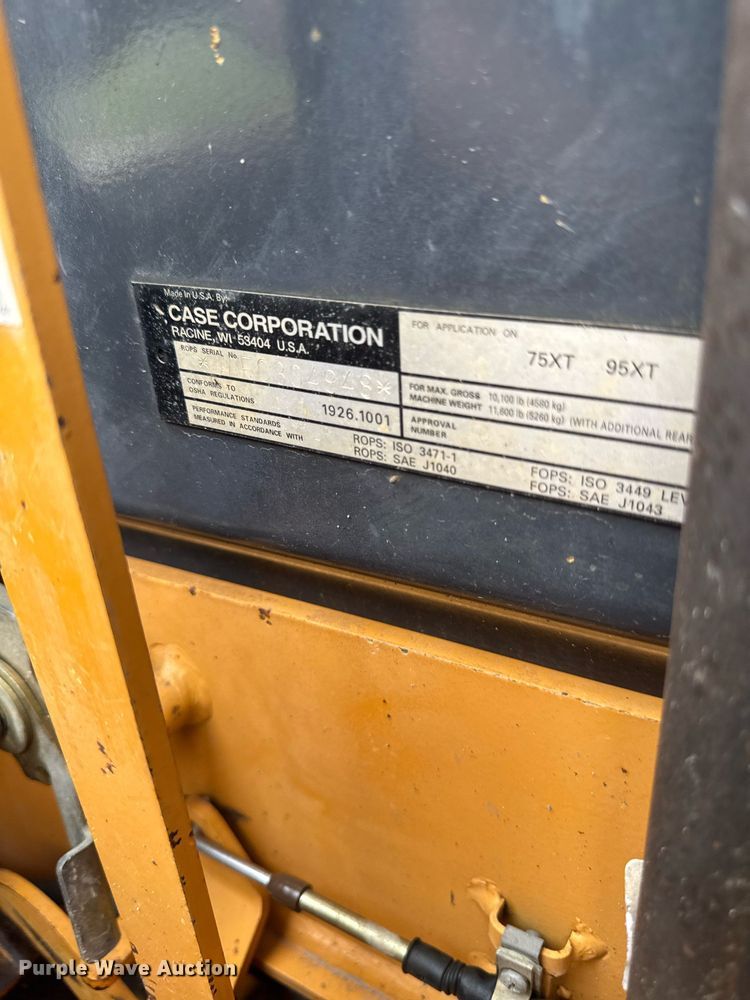 Made In U.S.A. By:
CASE CORPORATION
RACINE, WI 53404 U.S.A.
ROPS SERIAL No.
CONFORMS TO
OSHA REGULATIONS
1926.1001
PERFORMANCE STANDARDS
MEASURED IN ACCORDANCE WITH
ROPS: ISO 3471-1
ROPS: SAE J1040
FOR APPLICATION ON
75XT 95XT
FOR MAX. GROSS
MACHINE WEIGHT
10,100 lb (4580 kg)
11,600 lb (5260 kg) (WITH ADDITIONAL REAR
APPROVAL
NUMBER
FOPS: ISO 3449 LEV
FOPS: SAE J1043
Purple Wave Auction